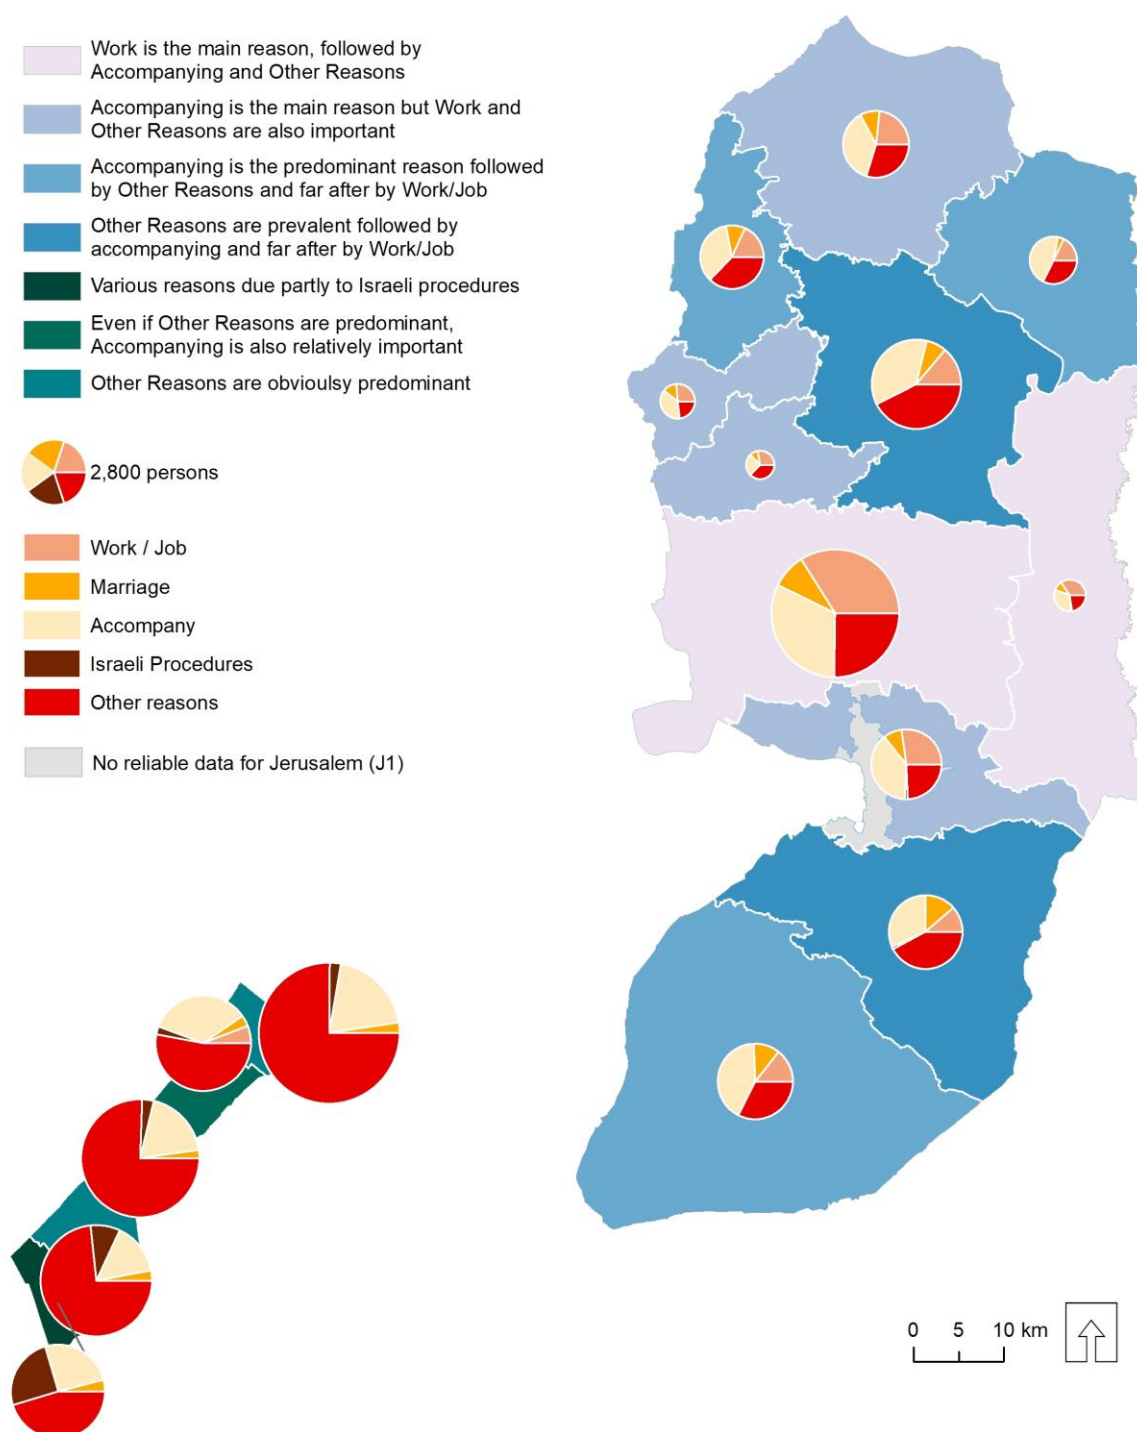 Work is the main reason, followed by
Accompanying and Other Reasons
Accompanying is the main reason but Work and
Other Reasons are also important
Accompanying is the predominant reason followed
by Other Reasons and far after by Work/Job
Other Reasons are prevalent followed by
accompanying and far after by Work/Job
Various reasons due partly to Israeli procedures
Even if Other Reasons are predominant,
Accompanying is also relatively important
Other Reasons are obvioulsy predominant
2,800 persons
Work / Job
Marriage
Accompany
Israeli Procedures
Other reasons
No reliable data for Jerusalem (J1)
0 5 10 km